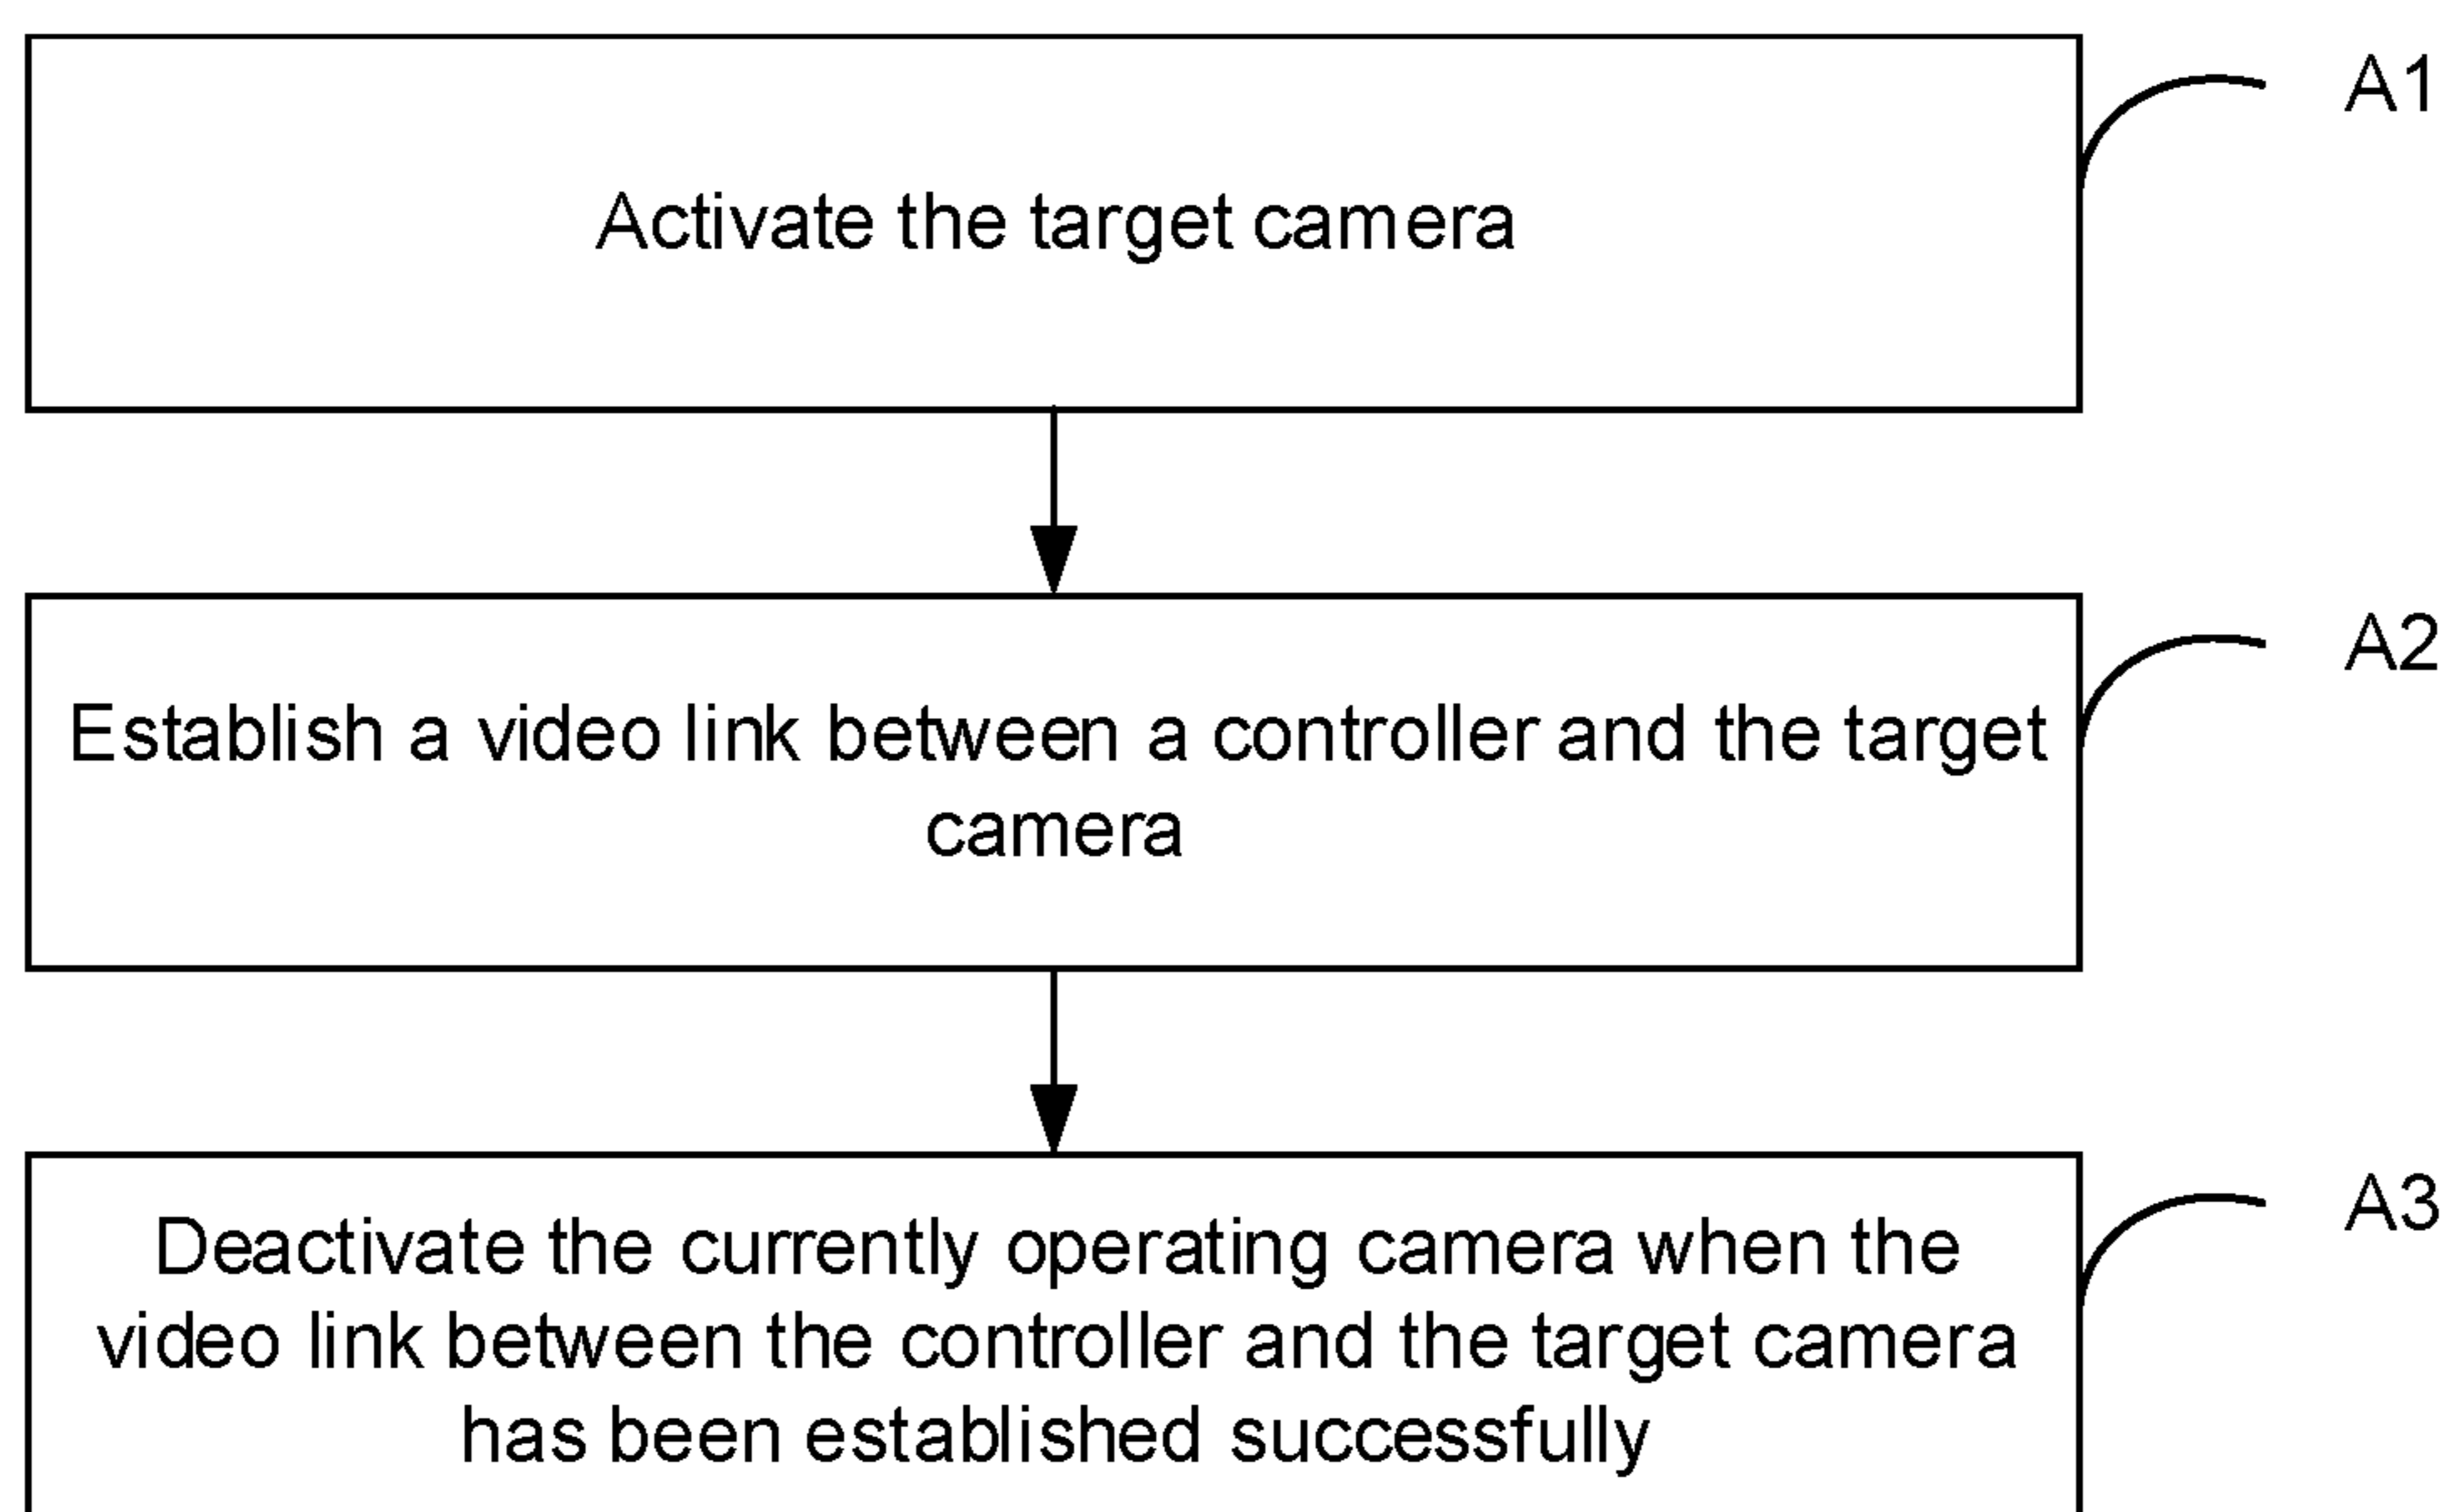 A1
Activate the target camera
A2
Establish a video link between a controller and the target
camera
A3
Deactivate the currently operating camera when the
video link between the controller and the target camera
has been established successfully